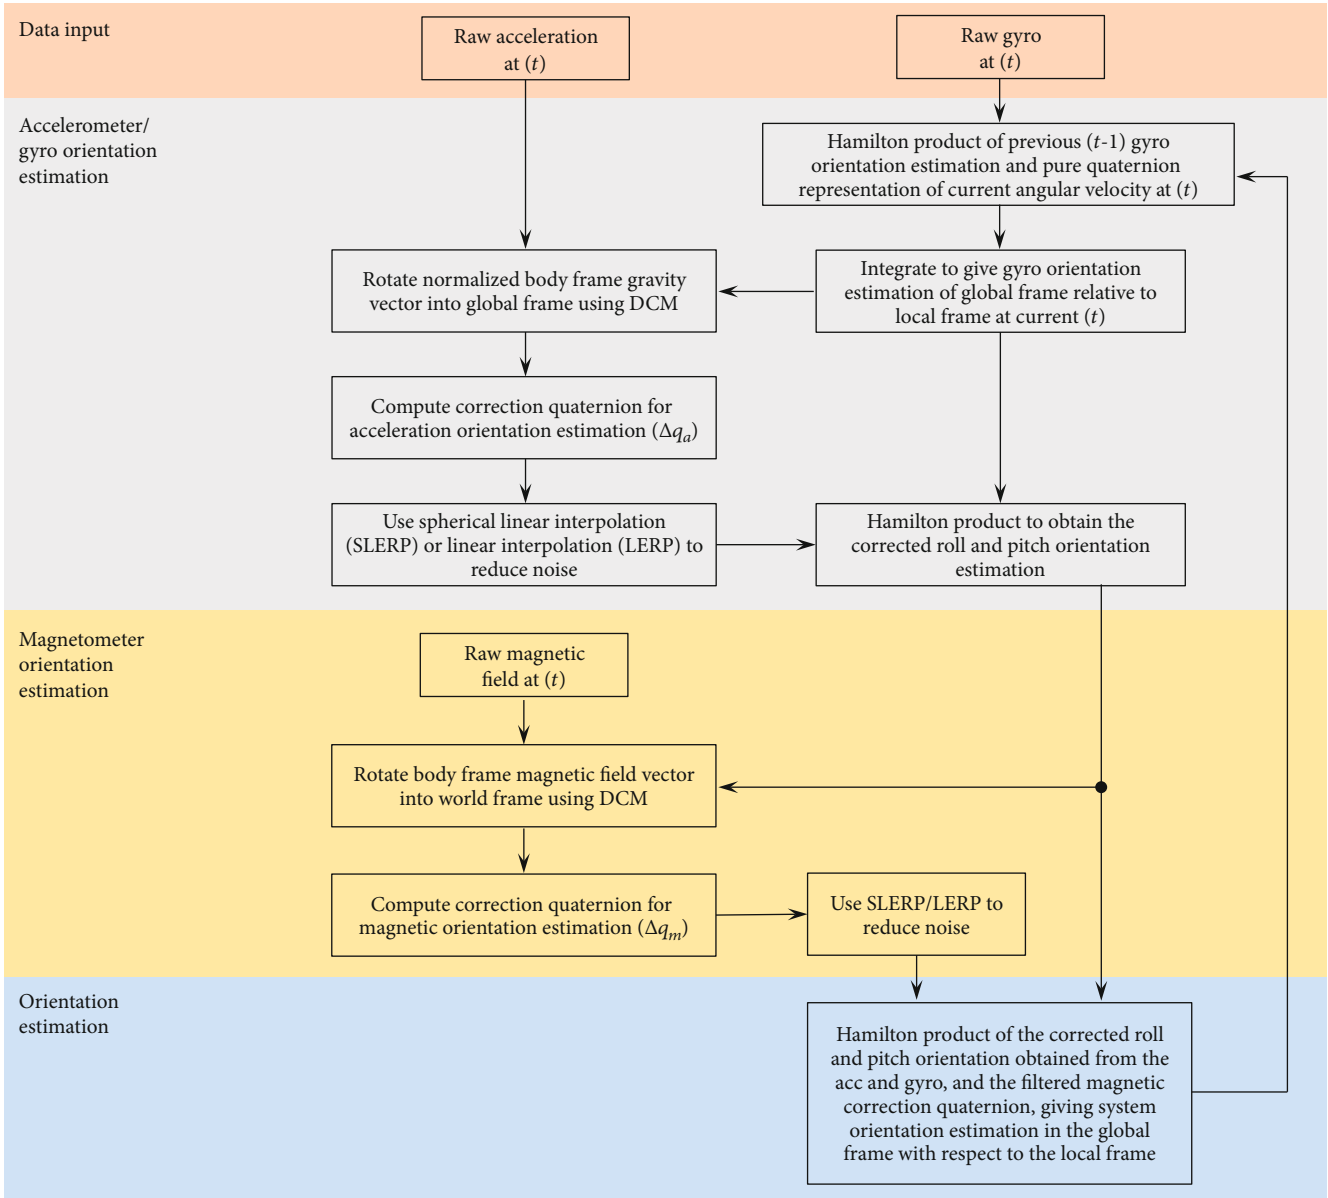 Data input
Raw acceleration
at (t)
Raw gyro
at (t)
Accelerometer/
gyro orientation
estimation
Hamilton product of previous (t-1) gyro
orientation estimation and pure quaternion
representation of current angular velocity at (t)
Rotate normalized body frame gravity
vector into global frame using DCM
Integrate to give gyro orientation
estimation of global frame relative to
local frame at current (t)
Compute correction quaternion for
acceleration orientation estimation (Δqa)
Use spherical linear interpolation
(SLERP) or linear interpolation (LERP) to
reduce noise
Hamilton product to obtain the
corrected roll and pitch orientation
estimation
Magnetometer
orientation
estimation
Raw magnetic
field at (t)
Rotate body frame magnetic field vector
into world frame using DCM
Compute correction quaternion for
magnetic orientation estimation (Δqm)
Use SLERP/LERP to
reduce noise
Orientation
estimation
Hamilton product of the corrected roll
and pitch orientation obtained from the
acc and gyro, and the filtered magnetic
correction quaternion, giving system
orientation estimation in the global
frame with respect to the local frame